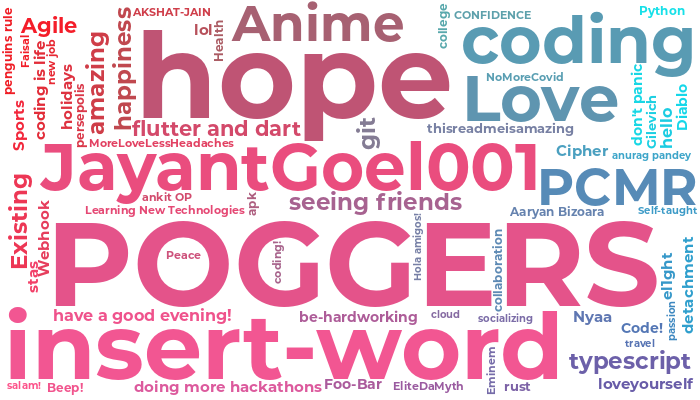 penguins rule
Faisal
Agile
new job
coding is life
holidays
persepolis
amazing
happiness
AKSHAT-JAIN
lol
Health
Anime
hope
college
CONFIDENCE
coding
Python
NoMoreCovid
Love
don't panic
Gilevich
hello
Diablo
Sports
flutter and dart
git
thisreadmeisamazing
MoreLoveLessHeadaches
JayantGoel001
Cipher
anurag pandey
PCMR
Existing
Webhook
stas
ankit OP
Learning New Technologies
apk
seeing friends
Aaryan Bizoara
Self-taught
POGGERS
Peace
coding!
Hola amigos!
collaboration
passion
el1ght
detachment
have a good evening!
be-hardworking
cloud
socializing
Nyaa
Code!
travel
insert-word
typescript
salam!
Beep!
doing more hackathons
Foo-Bar
EliteDaMyth
Eminem
rust
loveyourself